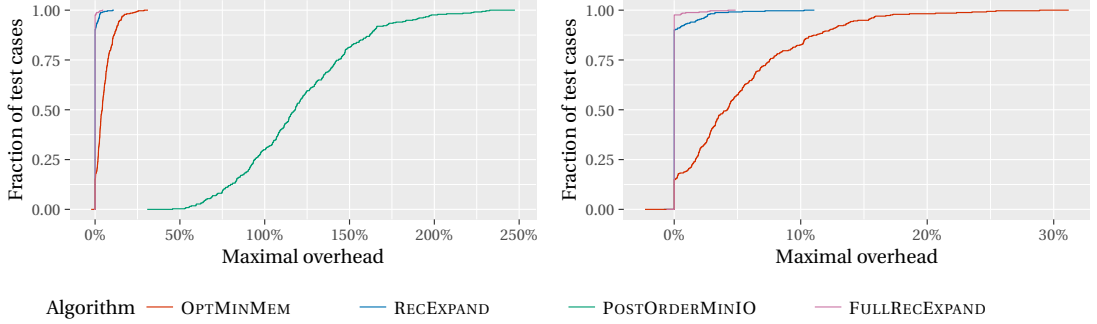 1.00
0.75
0.50
0.25
0.00
Fraction of test cases
0% 50% 100% 150% 200% 250%
Maximal overhead
1.00
0.75
0.50
0.25
0.00
Fraction of test cases
0% 10% 20% 30%
Maximal overhead
Algorithm OPTMINMEM RECEXPAND POSTORDERMINIO FULLRECEXPAND